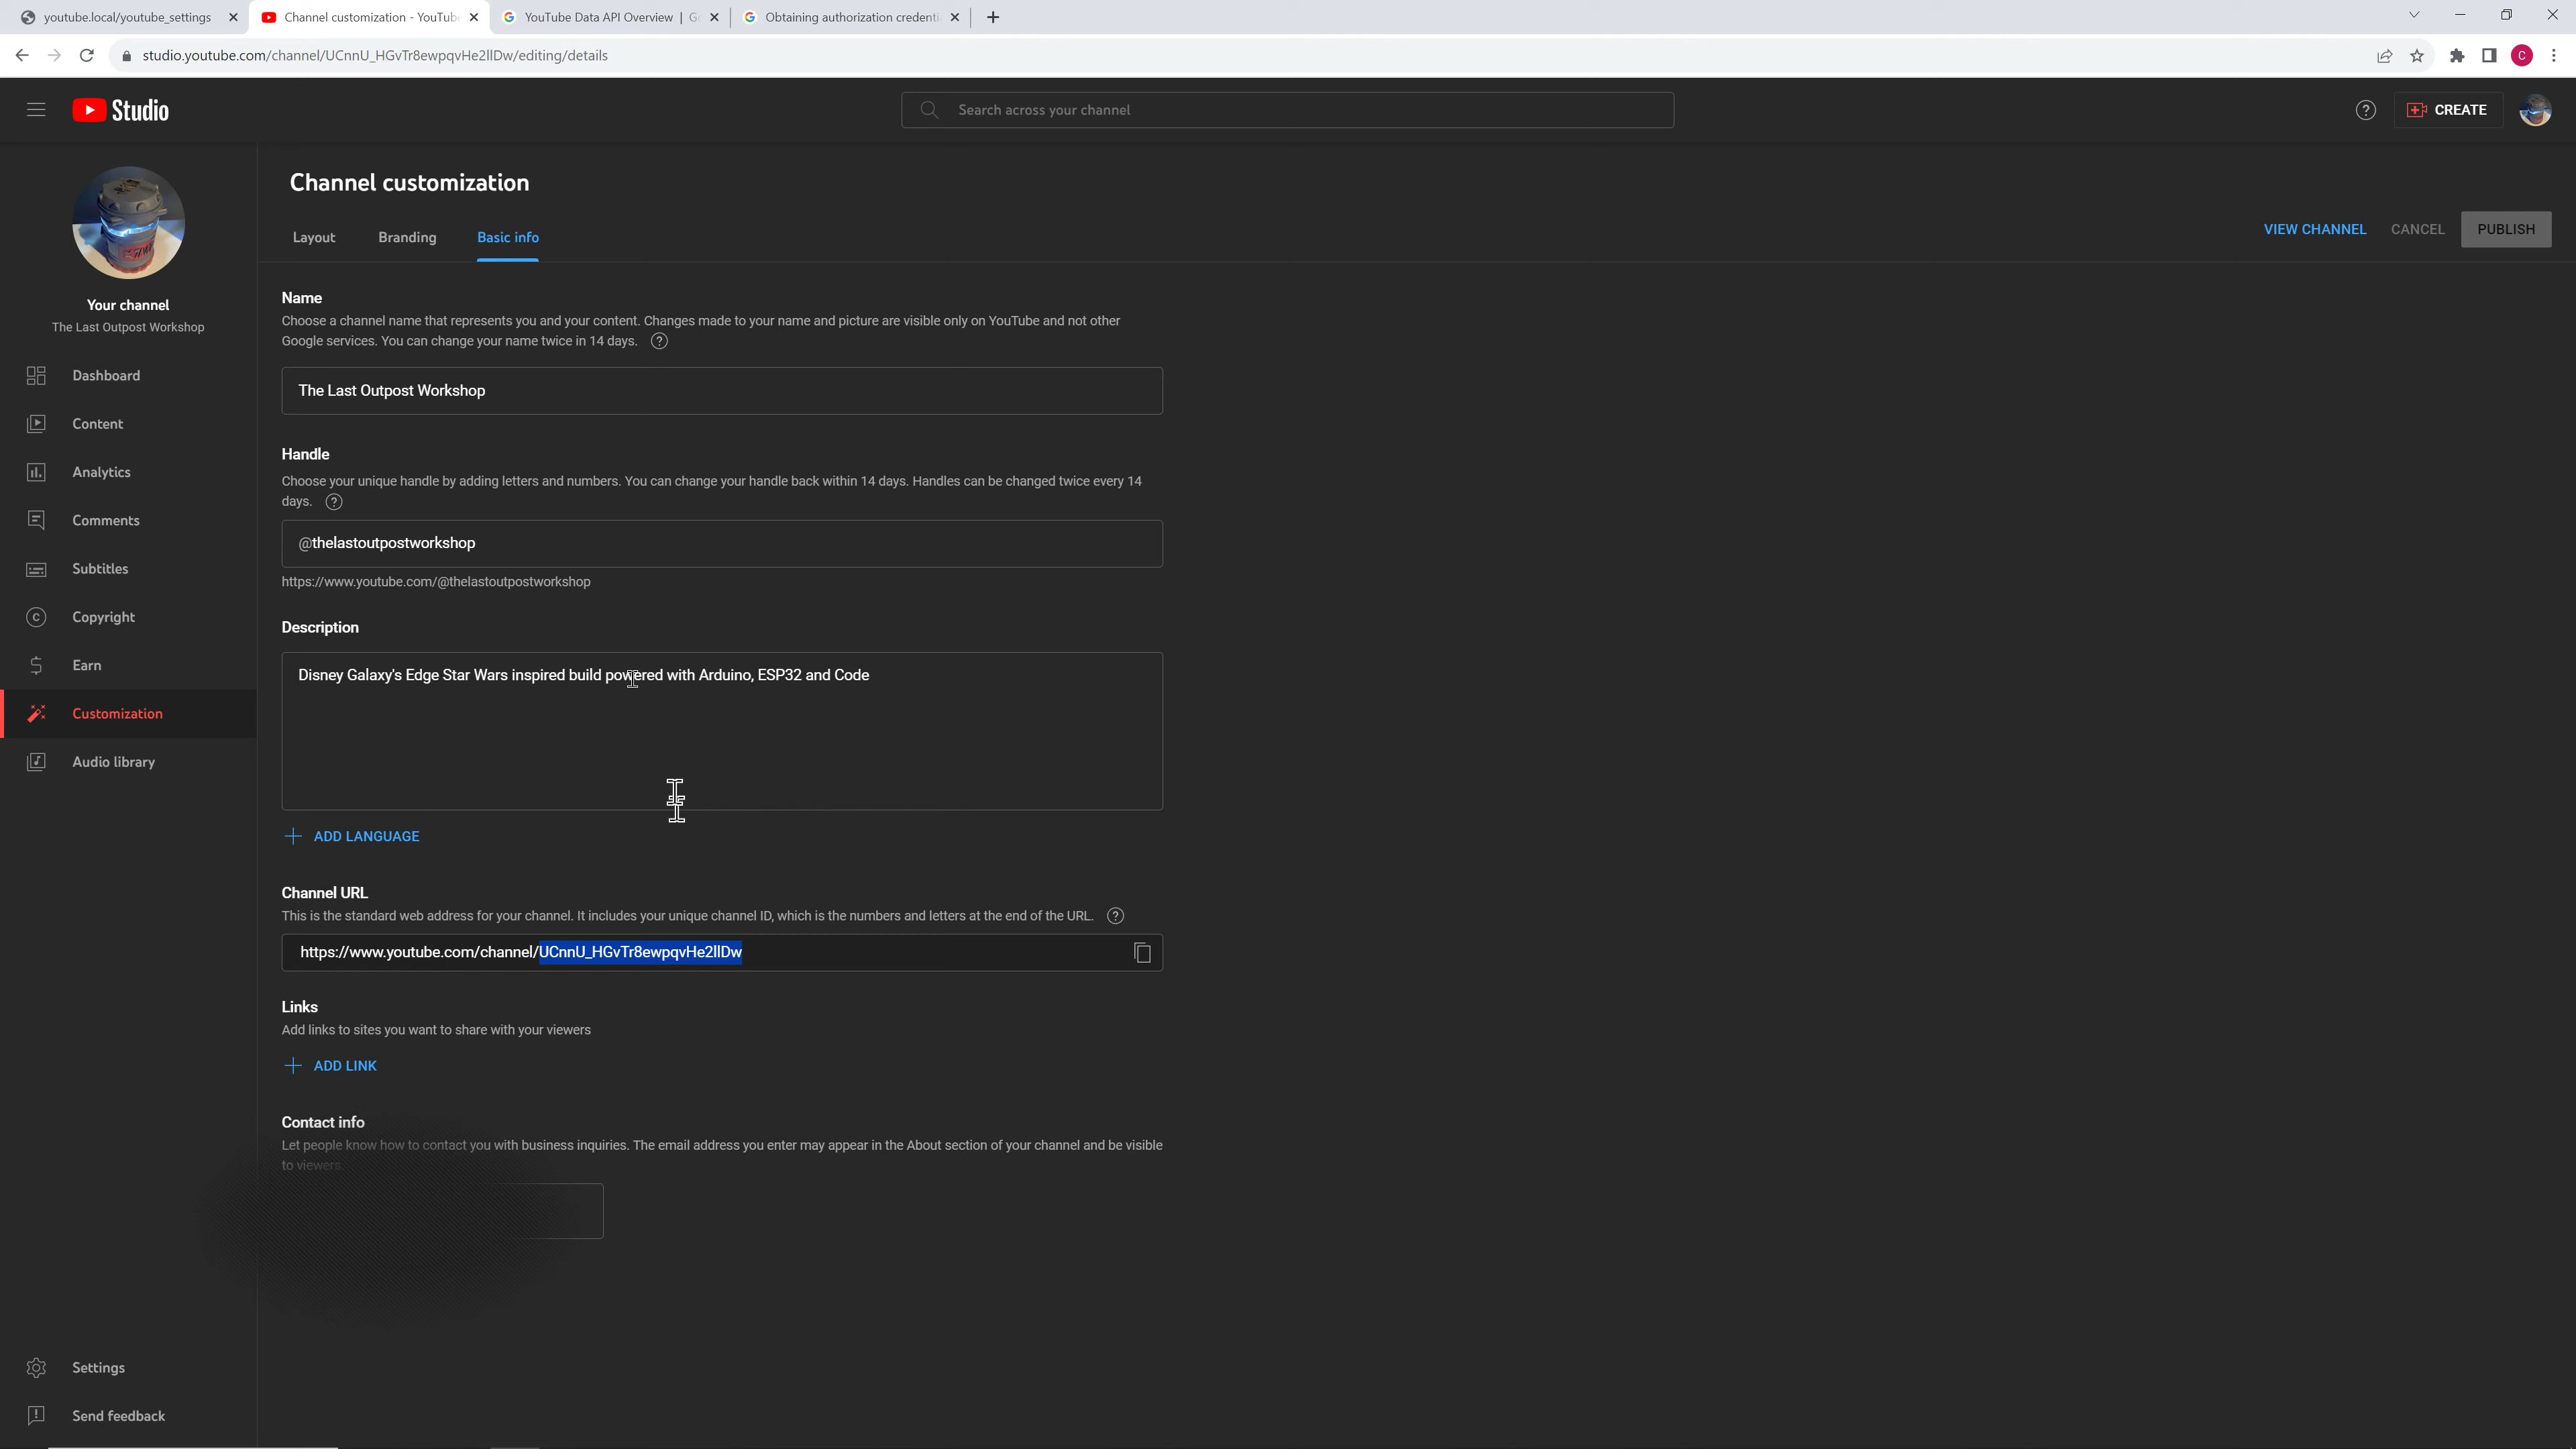 youtube.local/youtube_settings
Channel customization - YouTub
YouTube Data API Overview | G
Obtaining authorization credenti
studio.youtube.com/channel/UCnnU_HGvTr8ewpqvHe2llDw/editing/details
C
Studio
Search across your channel
CREATE
Your channel
The Last Outpost Workshop
Dashboard
Content
Analytics
Comments
Subtitles
Copyright
Earn
Customization
Audio library
Settings
Send feedback
Channel customization
Layout
Branding
Basic info
VIEW CHANNEL
CANCEL
PUBLISH
Name
Choose a channel name that represents you and your content. Changes made to your name and picture are visible only on YouTube and not other
Google services. You can change your name twice in 14 days.
The Last Outpost Workshop
Handle
Choose your unique handle by adding letters and numbers. You can change your handle back within 14 days. Handles can be changed twice every 14
days.
@thelastoutpostworkshop
https://www.youtube.com/@thelastoutpostworkshop
Description
Disney Galaxy's Edge Star Wars inspired build powered with Arduino, ESP32 and Code
ADD LANGUAGE
Channel URL
This is the standard web address for your channel. It includes your unique channel ID, which is the numbers and letters at the end of the URL.
https://www.youtube.com/channel/UCnnU_HGvTr8ewpqvHe2llDw
Links
Add links to sites you want to share with your viewers
ADD LINK
Contact info
Let people know how to contact you with business inquiries. The email address you enter may appear in the About section of your channel and be visible
to viewers.